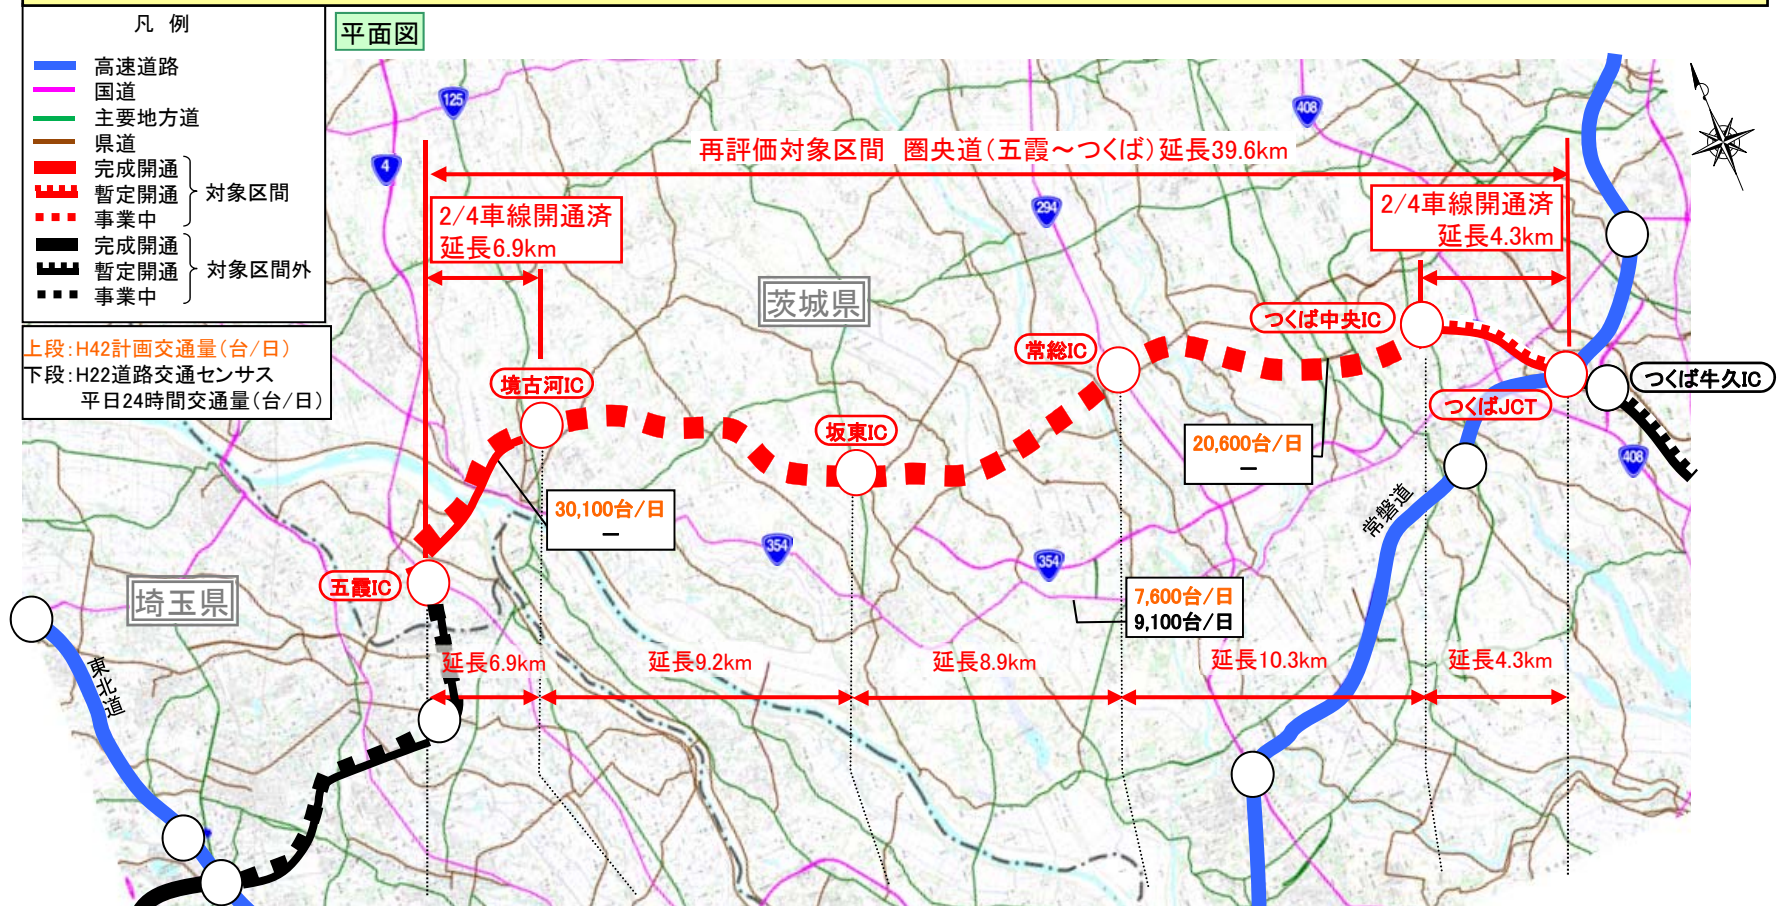 凡 例
高速道路
国道
主要地方道
県道
完成開通
暫定開通
事業中
対象区間
完成開通
暫定開通
事業中
対象区間外
上段：H42計画交通量（台/日）
下段：H22道路交通センサス
平日24時間交通量（台/日）
平面図
125
4
408
294
再評価対象区間 圏央道（五霞～つくば）延長39.6km
2/4車線開通済
延長6.9km
2/4車線開通済
延長4.3km
茨城県
つくば中央IC
常総IC
境古河IC
坂東IC
つくばJCT
つくば牛久IC
20,600台/日
－
408
30,100台/日
－
常磐道
354
354
五霞IC
埼玉県
7,600台/日
9,100台/日
東北道
延長6.9km
延長9.2km
延長8.9km
延長10.3km
延長4.3km